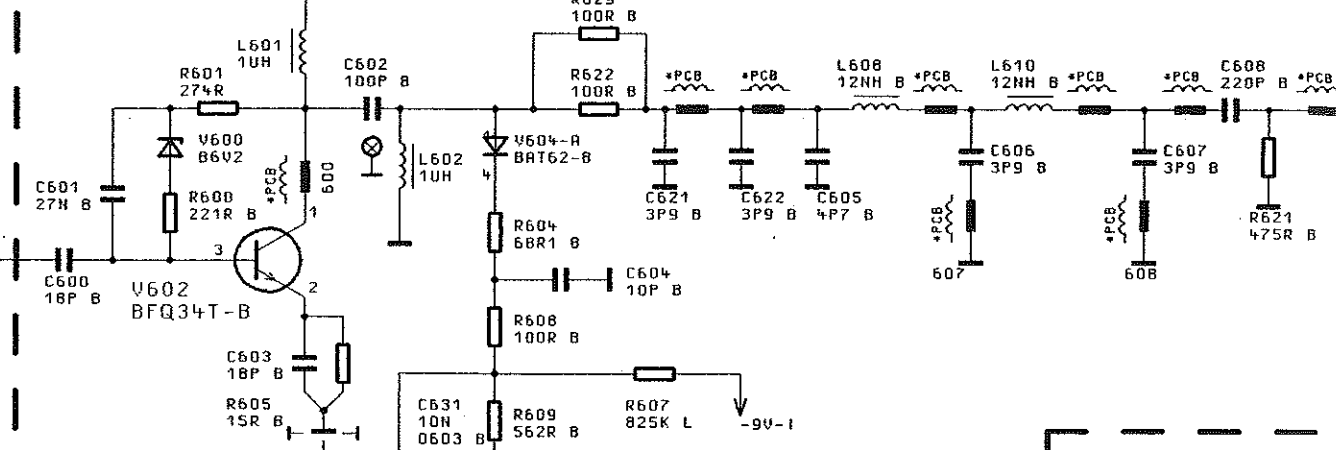 100R B
L601
1UH
C602
100P B
R601
274R
R622
100R B
*PCB
*PCB
L608
12NH B
*PCB
L610
12NH B
*PCB
*PCB
C608
220P B
*PCB
V600
B6V2
R600
221R B
C601
27N B
*PCB
600
1
L602
1UH
V604-A
BAT62-B
4
C621
3P9 B
C622
3P9 B
C605
4P7 B
C606
3P9 B
C607
3P9 B
*PCB
607
*PCB
608
R621
475R B
R604
68R1 B
3
C600
18P B
V602
BFQ34T-B
2
C604
10P B
R608
100R B
C603
18P B
R605
15R B
C631
10N
0603 B
R609
562R B
R607
825K L
-9V-1